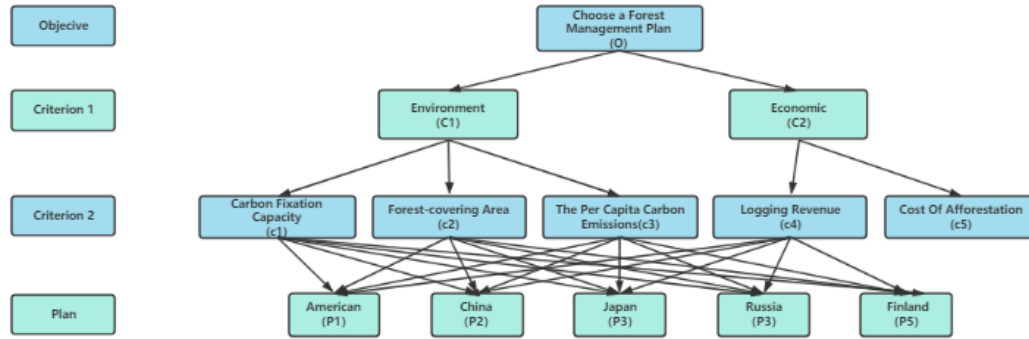 Objecive
Choose a Forest
Management Plan
(O)
Criterion 1
Environment
(C1)
Economic
(C2)
Criterion 2
Carbon Fixation
Capacity
(c1)
Forest-covering Area
(c2)
The Per Capita Carbon
Emissions(c3)
Logging Revenue
(c4)
Cost Of Afforestation
(c5)
Plan
American
(P1)
China
(P2)
Japan
(P3)
Russia
(P3)
Finland
(P5)